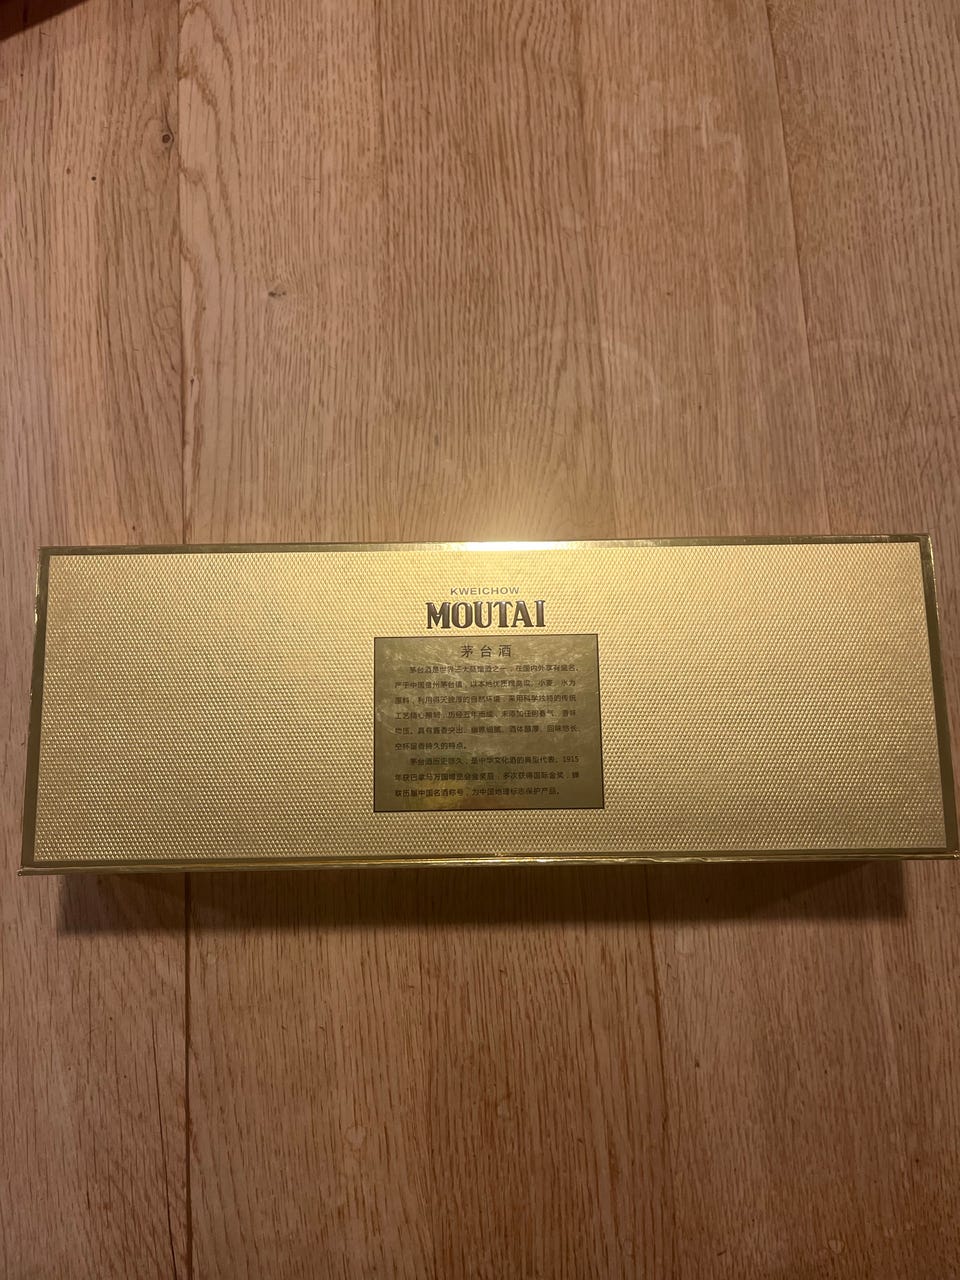 KWEICHOW
MOUTAI
茅台酒
茅台酒是世界三大蒸馏酒之一，在国内外享有盛名。
产于中国贵州茅台镇，以本地优质糯高粱、小麦、水为
原料，利用得天独厚的自然环境，采用科学独特的传统
工艺精心酿制，历经五年而成，未添加任何香气、香味
物质。具有酱香突出、幽雅细腻、酒体醇厚、回味悠长、
空杯留香持久的特点。
茅台酒历史悠久，是中华文化酒的典型代表。1915
年获巴拿马万国博览会金奖后，多次获得国际金奖，蝉
联历届中国名酒称号，为中国地理标志保护产品。